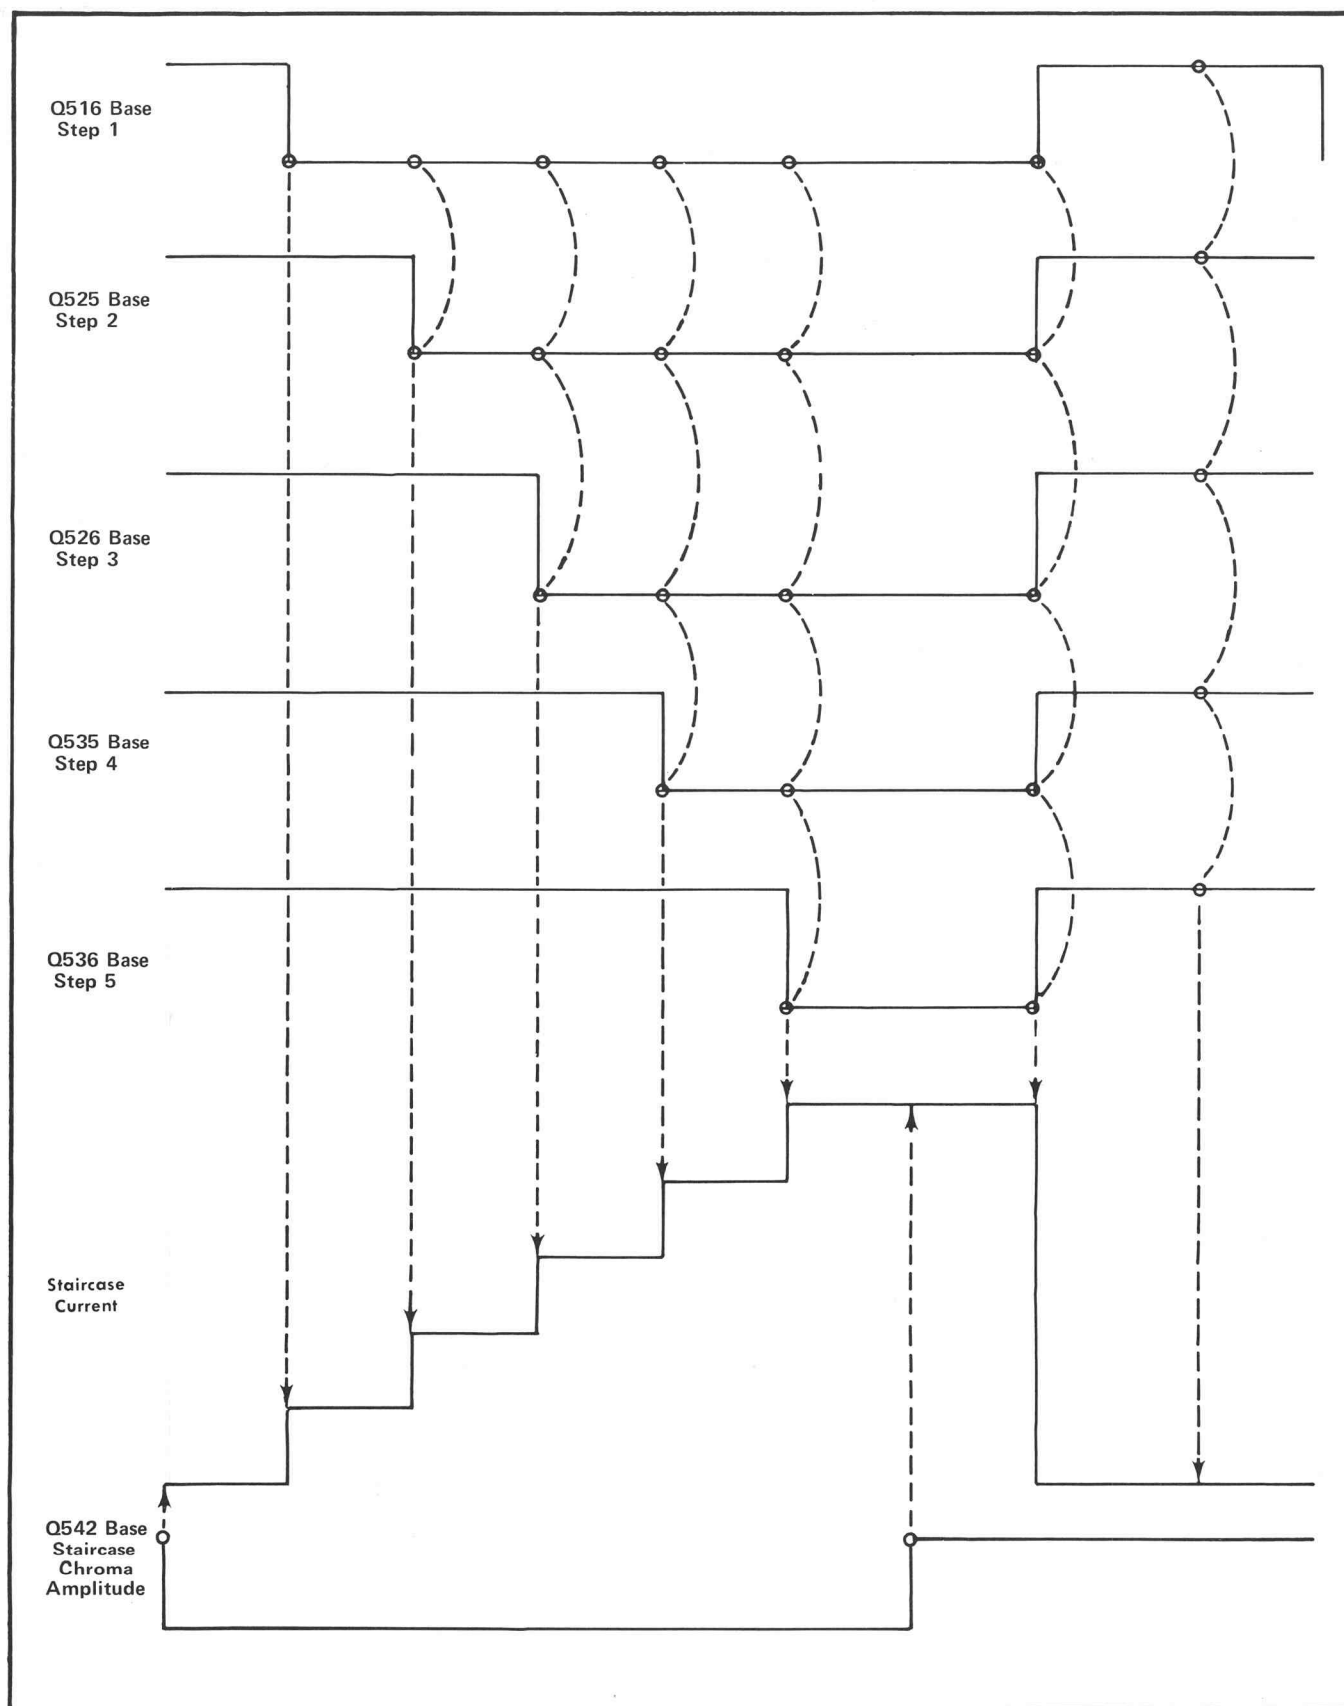 Q516 Base
Step 1
Q525 Base
Step 2
Q526 Base
Step 3
Q535 Base
Step 4
Q536 Base
Step 5
Staircase
Current
Q542 Base
Staircase
Chroma
Amplitude